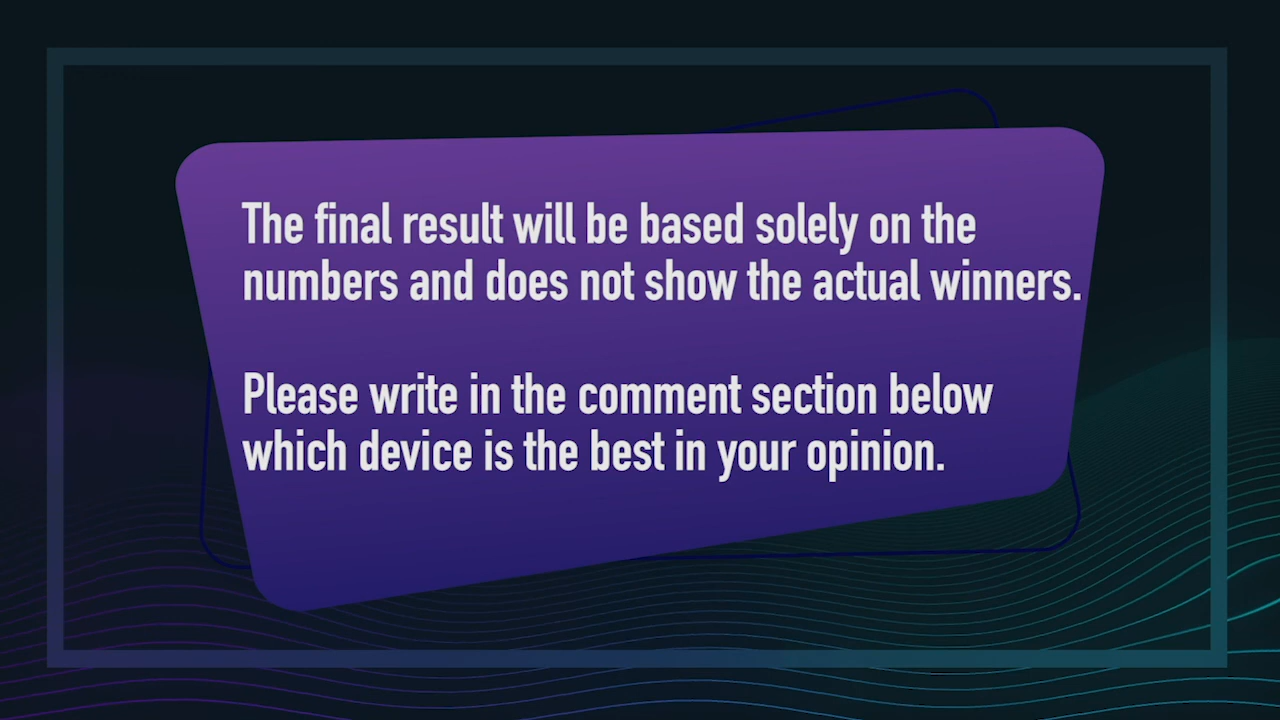 The final result will be based solely on the
numbers and does not show the actual winners.
Please write in the comment section below
which device is the best in your opinion.